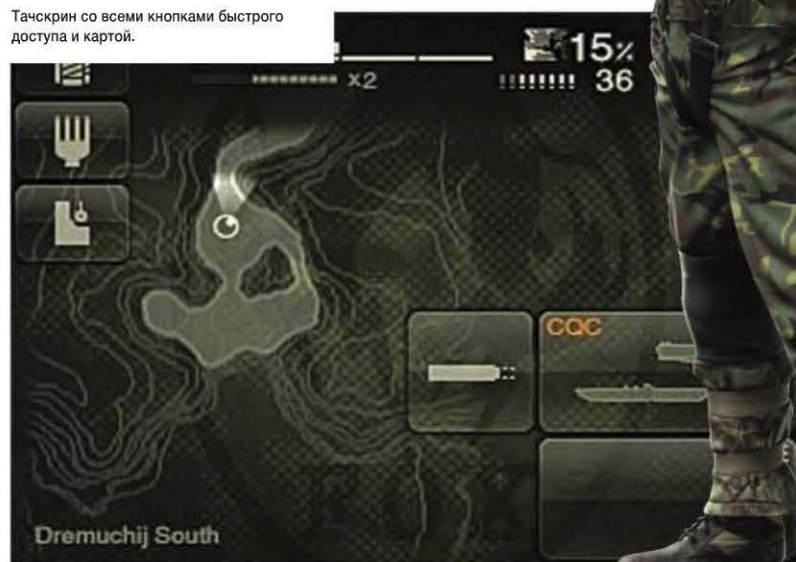 Тачскрин со всеми кнопками быстрого
доступа и картой.
15%
x2
36
CQC
Dremuchij South